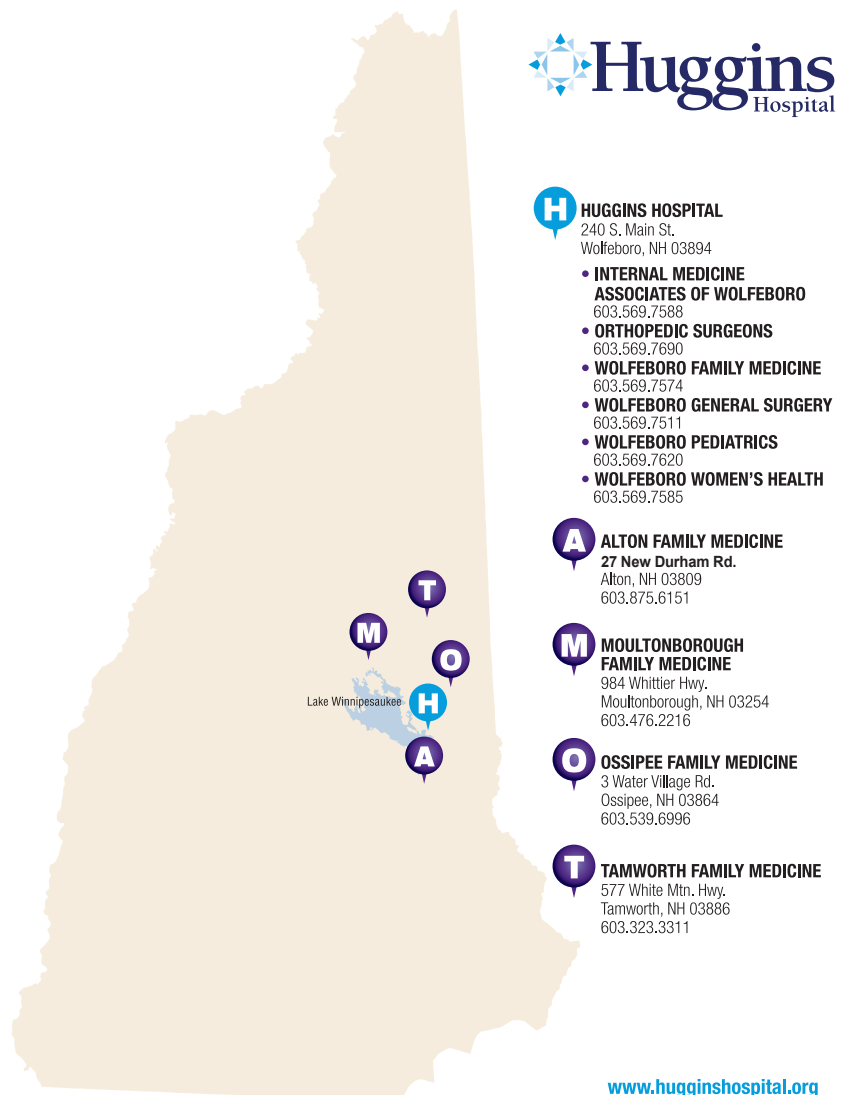 Huggins
Hospital
H
HUGGINS HOSPITAL
240 S. Main St.
Wolfeboro, NH 03894
• INTERNAL MEDICINE
ASSOCIATES OF WOLFEBORO
603.569.7588
• ORTHOPEDIC SURGEONS
603.569.7690
• WOLFEBORO FAMILY MEDICINE
603.569.7574
• WOLFEBORO GENERAL SURGERY
603.569.7511
• WOLFEBORO PEDIATRICS
603.569.7620
• WOLFEBORO WOMEN'S HEALTH
603.569.7585
A
ALTON FAMILY MEDICINE
27 New Durham Rd.
Alton, NH 03809
603.875.6151
M
MOULTONBOROUGH
FAMILY MEDICINE
984 Whittier Hwy.
Moultonborough, NH 03254
603.476.2216
O
OSSIPEE FAMILY MEDICINE
3 Water Village Rd.
Ossipee, NH 03864
603.539.6996
T
TAMWORTH FAMILY MEDICINE
577 White Mtn. Hwy.
Tamworth, NH 03886
603.323.3311
T
M
O
Lake Winnipesaukee
H
A
www.hugginshospital.org